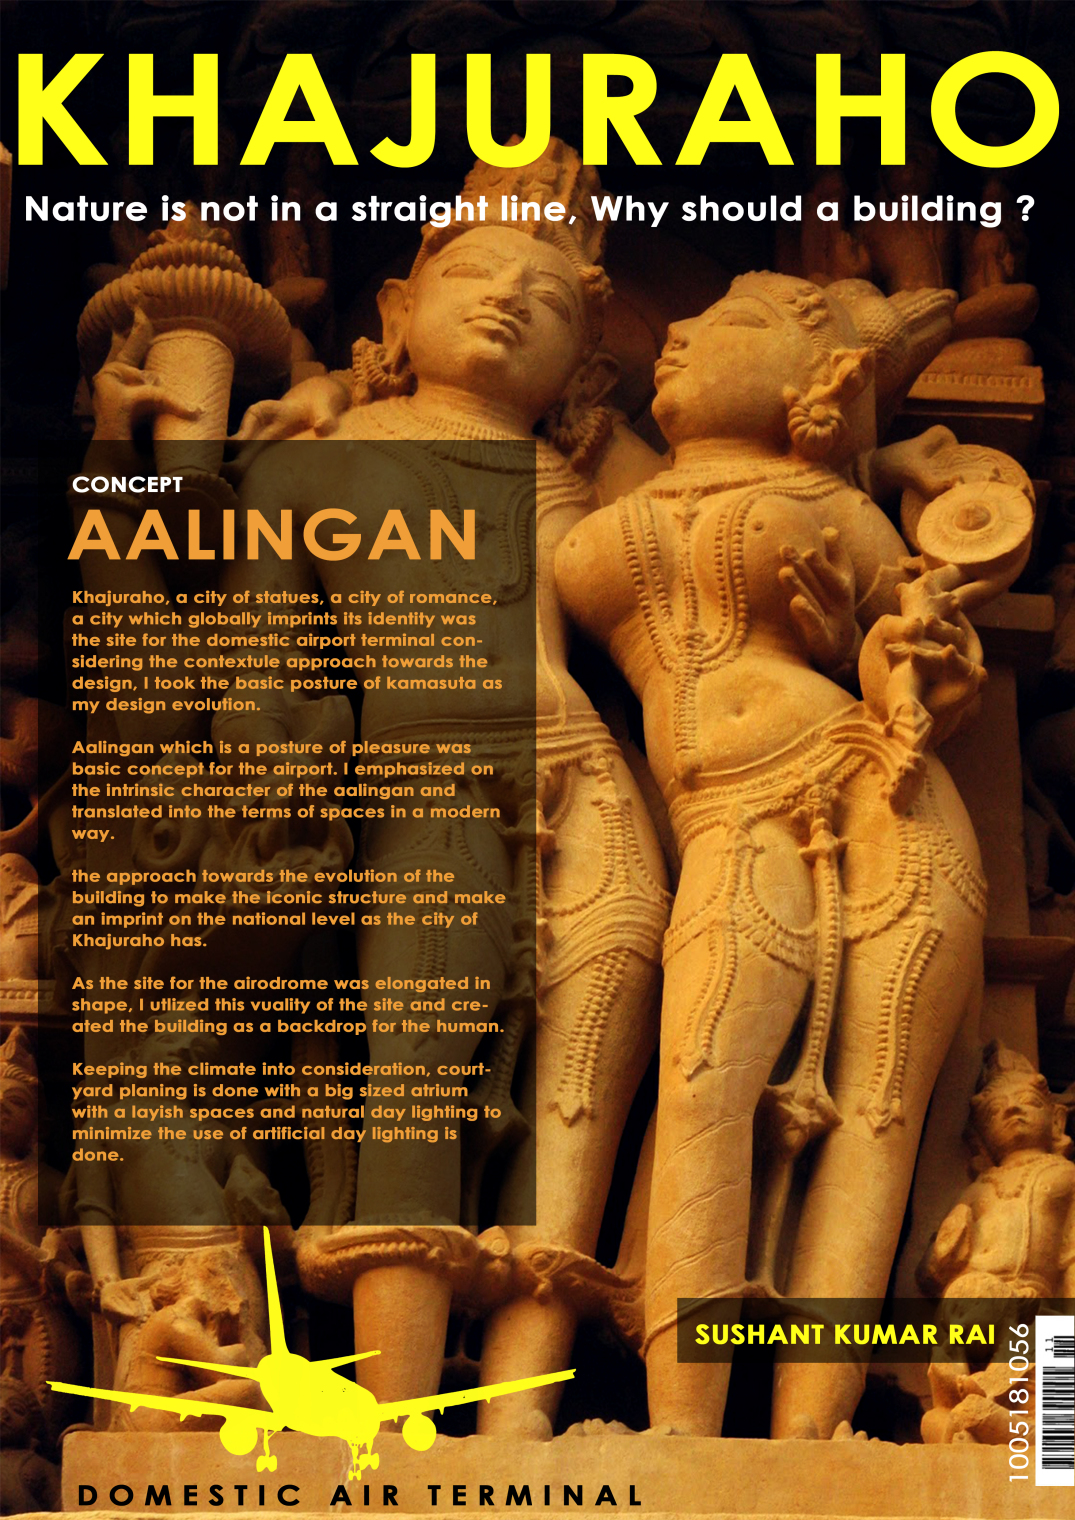 KHAJURAHO
Nature is not in a straight line, Why should a building ?
CONCEPT
AALINGAN
Khajuraho, a city of statues, a city of romance,
a city which globally imprints its identity was
the site for the domestic airport terminal con-
sidering the contextule approach towards the
design, I took the basic posture of kamasuta as
my design evolution.
Aalingan which is a posture of pleasure was
basic concept for the airport. I emphasized on
the intrinsic character of the aalingan and
translated into the terms of spaces in a modern
way.
the approach towards the evolution of the
building to make the iconic structure and make
an imprint on the national level as the city of
Khajuraho has.
As the site for the airodrome was elongated in
shape, I utlized this vuality of the site and cre-
ated the building as a backdrop for the human.
Keeping the climate into consideration, court-
yard planing is done with a big sized atrium
with a layish spaces and natural day lighting to
minimize the use of artificial day lighting is
done.
SUSHANT KUMAR RAI
1005181056
11
DOMESTIC AIR TERMINAL